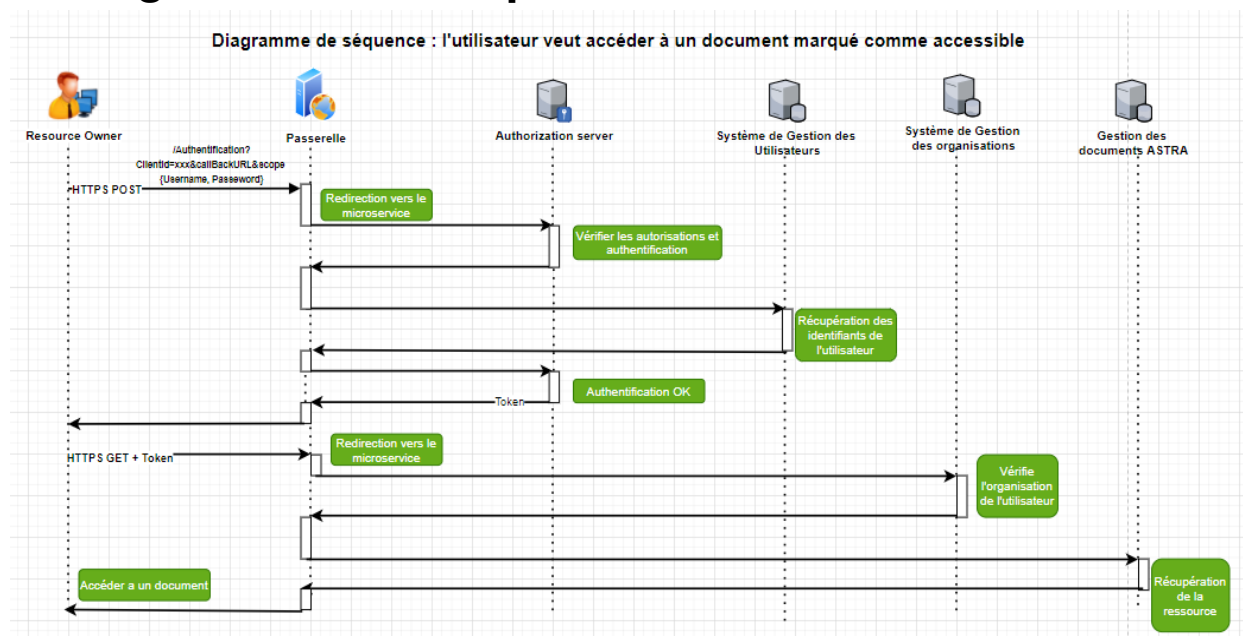 Diagramme de séquence : l'utilisateur veut accéder à un document marqué comme accessible
Resource Owner
Passerelle
Authorization server
Système de Gestion des
Utilisateurs
Système de Gestion
des organisations
Gestion des
documents ASTRA
/Authentification?
ClientId=xxx&callBackURL&scope
{Username, Password}
HTTPS POST
Redirection vers le
microservice
Vérifier les autorisations et
authentification
Récupération des
identifiants de
l'utilisateur
Authentification OK
Token
HTTPS GET + Token
Redirection vers le
microservice
Vérifie
l'organisation
de l'utilisateur
Accéder a un document
Récupération
de la
ressource